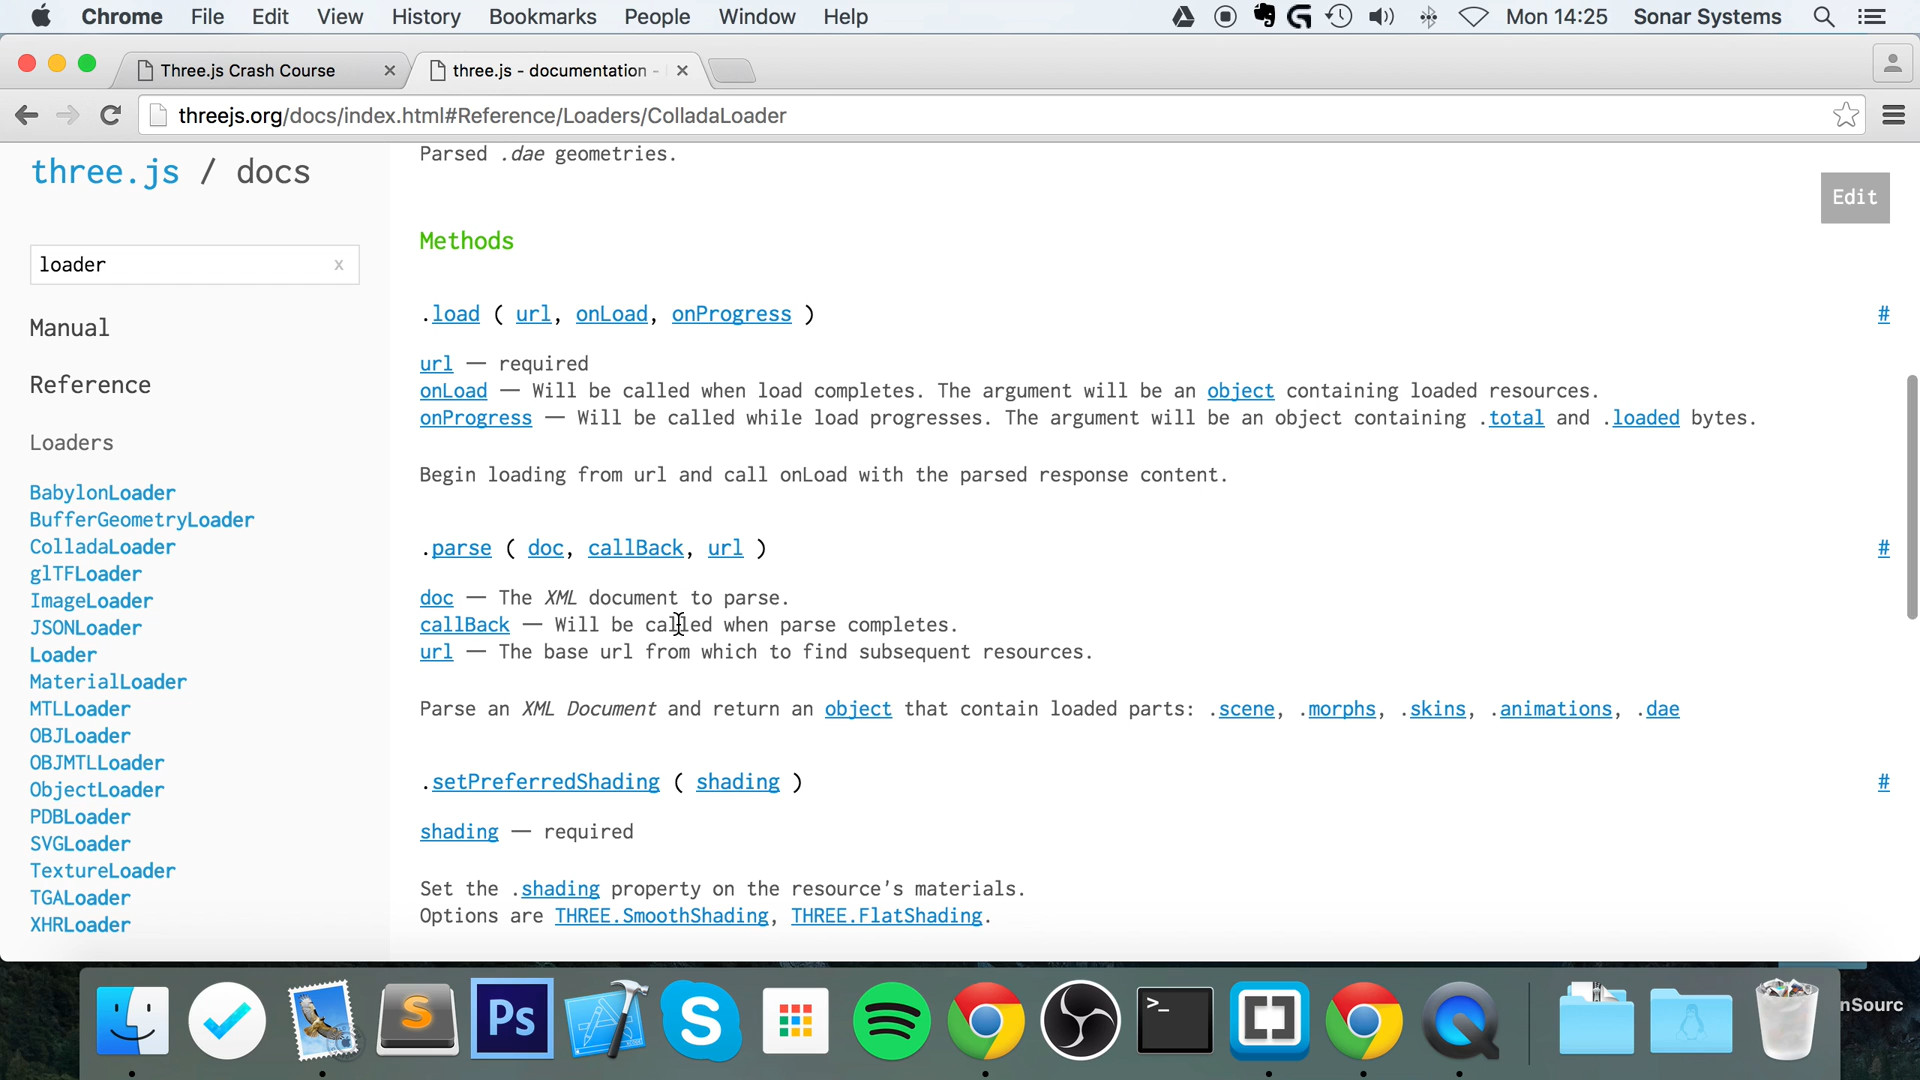 Chrome File Edit View History Bookmarks People Window Help Mon 14:25 Sonar Systems
Three.js Crash Course three.js - documentation -
threejs.org/docs/index.html#Reference/Loaders/ColladaLoader
three.js / docs
loader x
Manual
Reference
Loaders
BabylonLoader
BufferGeometryLoader
ColladaLoader
glTFLoader
ImageLoader
JSONLoader
Loader
MaterialLoader
MTLLoader
OBJLoader
OBJMTLLoader
ObjectLoader
PDBLoader
SVGLoader
TextureLoader
TGALoader
XHRLoader
Parsed .dae geometries.
Edit
Methods
.load ( url, onLoad, onProgress ) #
url — required
onLoad — Will be called when load completes. The argument will be an object containing loaded resources.
onProgress — Will be called while load progresses. The argument will be an object containing .total and .loaded bytes.
Begin loading from url and call onLoad with the parsed response content.
.parse ( doc, callBack, url ) #
doc — The XML document to parse.
callBack — Will be called when parse completes.
url — The base url from which to find subsequent resources.
Parse an XML Document and return an object that contain loaded parts: .scene, .morphs, .skins, .animations, .dae
.setPreferredShading ( shading ) #
shading — required
Set the .shading property on the resource's materials.
Options are THREE.SmoothShading, THREE.FlatShading.
S Ps S >_ nSourc